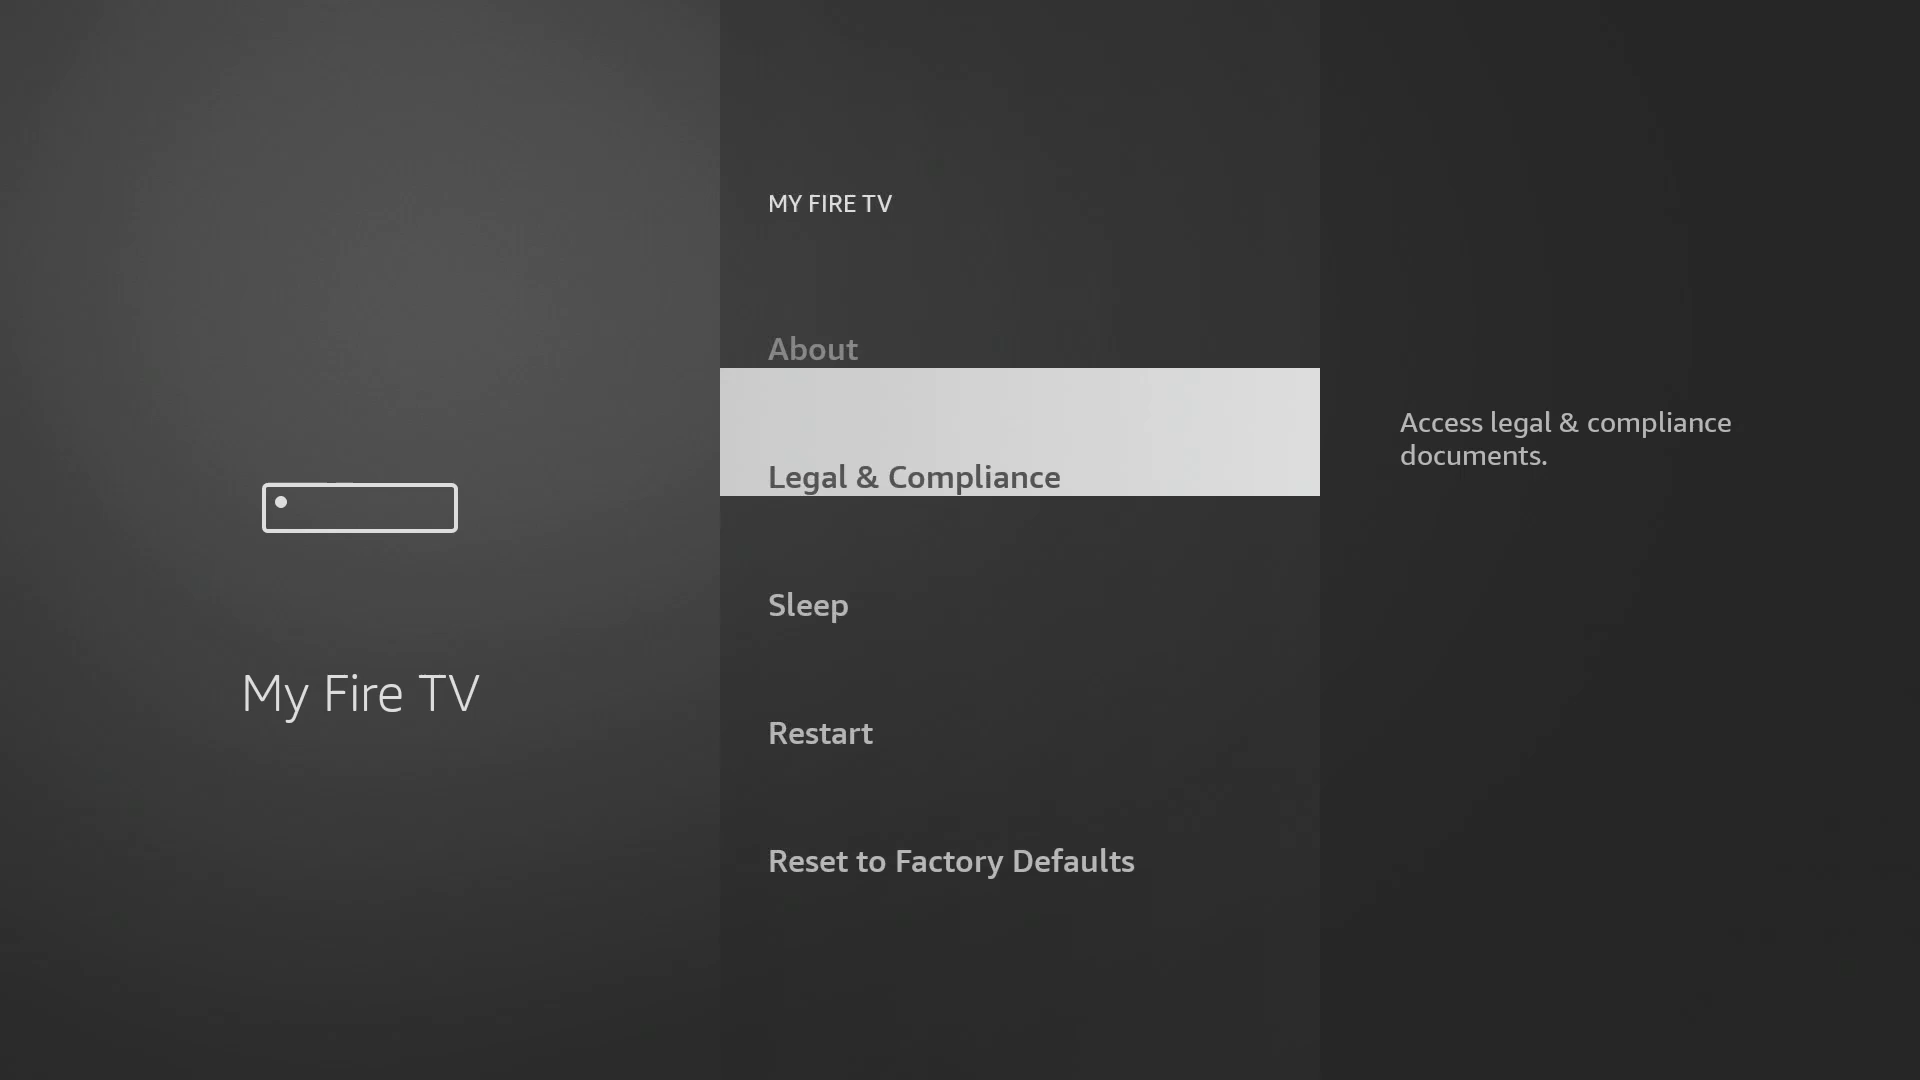 My Fire TV
MY FIRE TV
About
Legal & Compliance
Sleep
Restart
Reset to Factory Defaults
Access legal & compliance
documents.